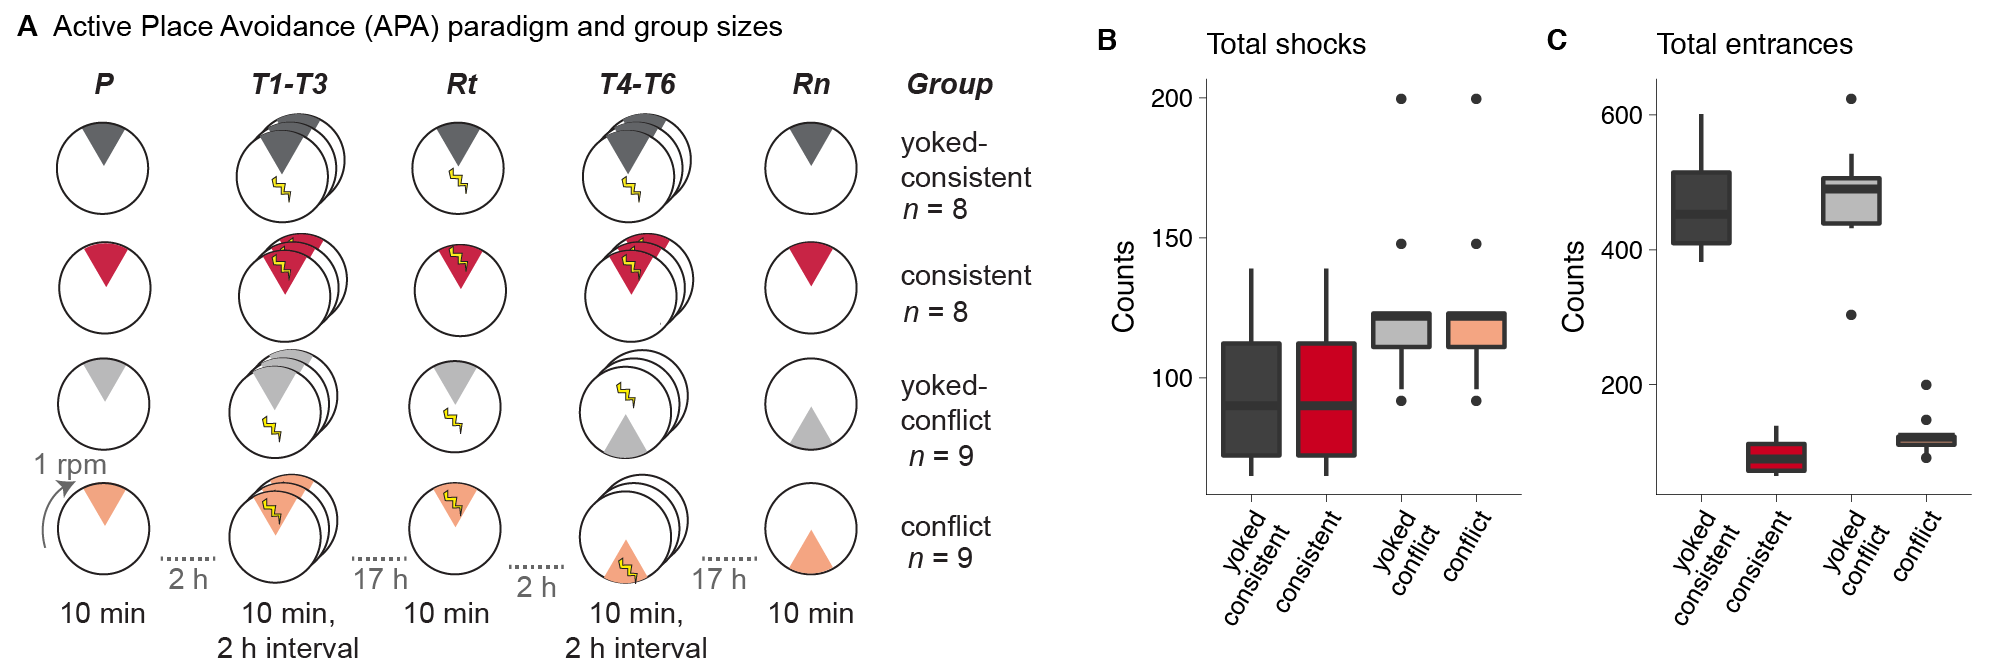 A Active Place Avoidance (APA) paradigm and group sizes
P T1-T3 Rt T4-T6 Rn Group
yoked-
consistent
n = 8
consistent
n = 8
yoked-
conflict
n = 9
1 rpm
conflict
n = 9
2 h 17 h 2 h 17 h
10 min 10 min, 10 min 10 min, 10 min
2 h interval 2 h interval
B Total shocks
Counts
200
150
100
yoked
consistent
consistent
yoked
conflict
conflict
C Total entrances
Counts
600
400
200
yoked
consistent
consistent
yoked
conflict
conflict